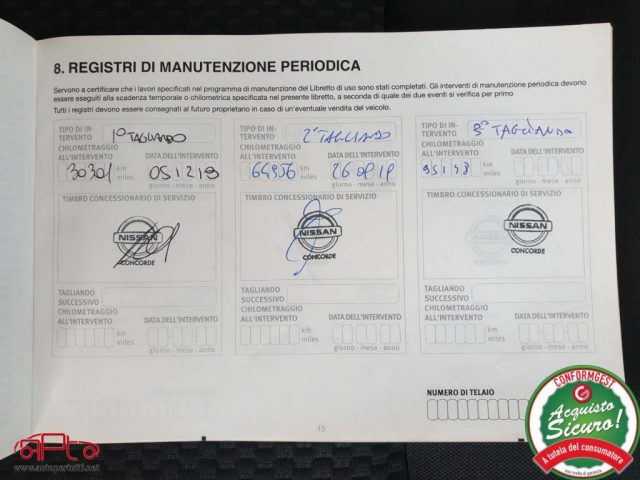 8. REGISTRI DI MANUTENZIONE PERIODICA
Servono a certificare che i lavori specificati nel programma di manutenzione del Libretto di uso sono stati completati. Gli interventi di manutenzione periodica devono
essere eseguiti alla scadenza temporale o chilometrica specificata nel presente libretto, a seconda di quale dei due eventi si verifica per primo
Tutti i registri devono essere consegnati al futuro proprietario in caso di un'eventuale vendita del veicolo.
TIPO DI IN-
TERVENTO 1° TAGLIANDO
CHILOMETRAGGIO
ALL'INTERVENTO DATA DELL'INTERVENTO
30301 km
miles
giorno - mese - anno
TIMBRO CONCESSIONARIO DI SERVIZIO
NISSAN
CONCORDE
TAGLIANDO
SUCCESSIVO
CHILOMETRAGGIO
ALL'INTERVENTO DATA DELL'INTERVENTO
km
miles
giorno - mese - anno
TIPO DI IN-
TERVENTO 2° TAGLIANDO
CHILOMETRAGGIO
ALL'INTERVENTO DATA DELL'INTERVENTO
64956 km
miles
giorno - mese - anno
TIMBRO CONCESSIONARIO DI SERVIZIO
NISSAN
CONCORDE
TAGLIANDO
SUCCESSIVO
CHILOMETRAGGIO
ALL'INTERVENTO DATA DELL'INTERVENTO
km
miles
giorno - mese - anno
TIPO DI IN-
TERVENTO 3° TAGLIANDO
CHILOMETRAGGIO
ALL'INTERVENTO DATA DELL'INTERVENTO
km
miles
giorno - mese - anno
TIMBRO CONCESSIONARIO DI SERVIZIO
NISSAN
CONCORDE
TAGLIANDO
SUCCESSIVO
CHILOMETRAGGIO
ALL'INTERVENTO DATA DELL'INTERVENTO
km
miles
giorno - mese - anno
NUMERO DI TELAIO
15
www.autopertutti.net
CONFORMGEST
Acquisto
Sicuro!
A tutela del consumatore